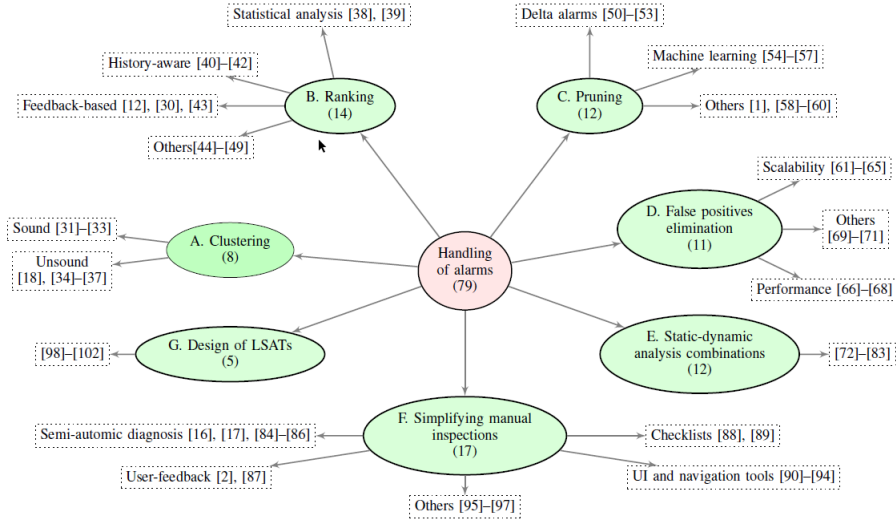 Statistical analysis [38], [39]
History-aware [40]–[42]
Feedback-based [12], [30], [43]
Others[44]–[49]
B. Ranking
(14)
Delta alarms [50]–[53]
Machine learning [54]–[57]
Others [1], [58]–[60]
C. Pruning
(12)
Scalability [61]–[65]
Others
[69]–[71]
Performance [66]–[68]
D. False positives
elimination
(11)
Sound [31]–[33]
Unsound
[18], [34]–[37]
A. Clustering
(8)
Handling
of alarms
(79)
[98]–[102]
G. Design of LSATs
(5)
E. Static-dynamic
analysis combinations
(12)
[72]–[83]
F. Simplifying manual
inspections
(17)
Semi-automic diagnosis [16], [17], [84]–[86]
User-feedback [2], [87]
Others [95]–[97]
Checklists [88], [89]
UI and navigation tools [90]–[94]